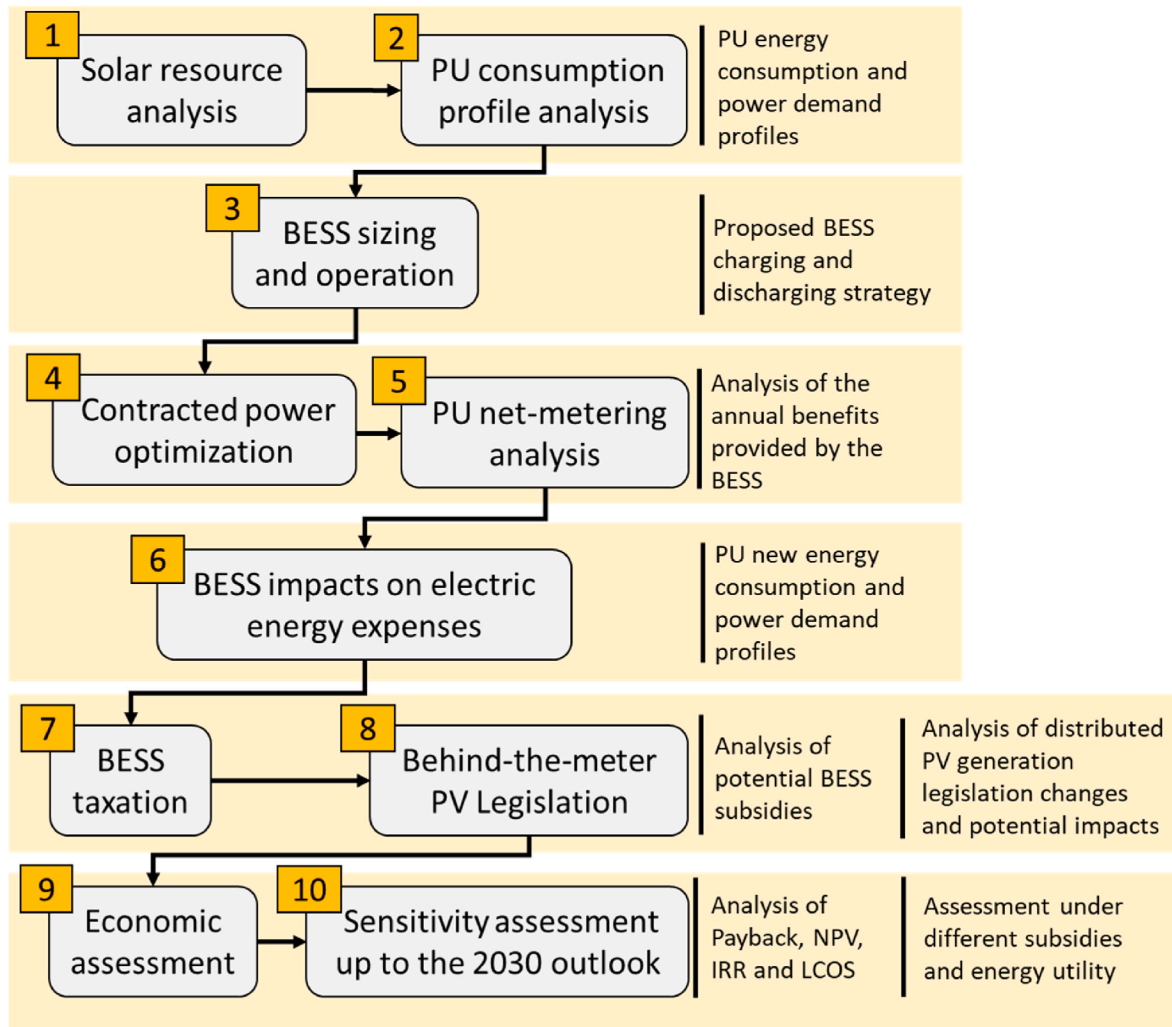 1
Solar resource
analysis
2
PU consumption
profile analysis
PU energy
consumption and
power demand
profiles
3
BESS sizing
and operation
Proposed BESS
charging and
discharging strategy
4
Contracted power
optimization
5
PU net-metering
analysis
Analysis of the
annual benefits
provided by the
BESS
6
BESS impacts on electric
energy expenses
PU new energy
consumption and
power demand
profiles
7
BESS
taxation
8
Behind-the-meter
PV Legislation
Analysis of
potential BESS
subsidies
Analysis of distributed
PV generation
legislation changes
and potential impacts
9
Economic
assessment
10
Sensitivity assessment
up to the 2030 outlook
Analysis of
Payback, NPV,
IRR and LCOS
Assessment under
different subsidies
and energy utility